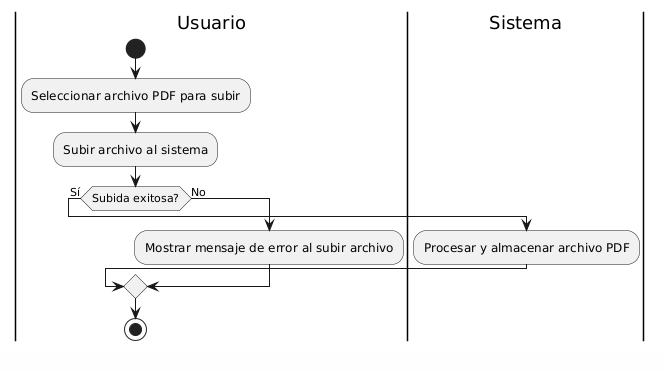 Usuario
Sistema
Seleccionar archivo PDF para subir
Subir archivo al sistema
Sí
Subida exitosa?
No
Mostrar mensaje de error al subir archivo
Procesar y almacenar archivo PDF